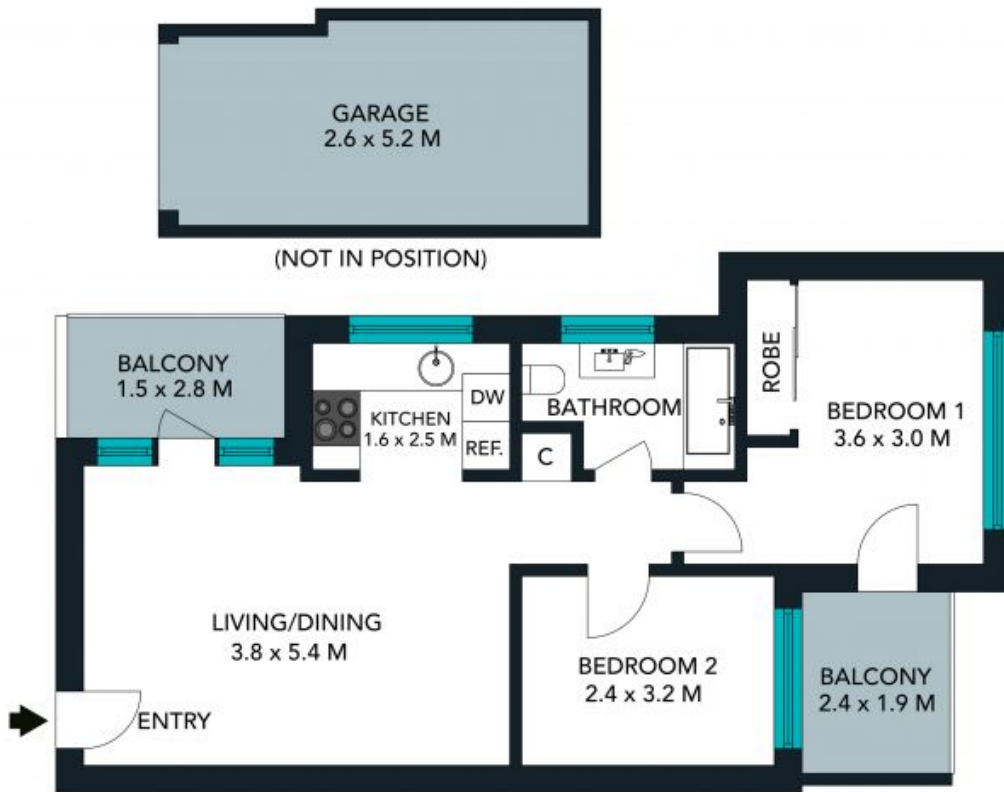 GARAGE
2.6 x 5.2 M
(NOT IN POSITION)
BALCONY
1.5 x 2.8 M
KITCHEN
1.6 x 2.5 M
DW
REF.
BATHROOM
C
ROBE
BEDROOM 1
3.6 x 3.0 M
LIVING/DINING
3.8 x 5.4 M
ENTRY
BEDROOM 2
2.4 x 3.2 M
BALCONY
2.4 x 1.9 M